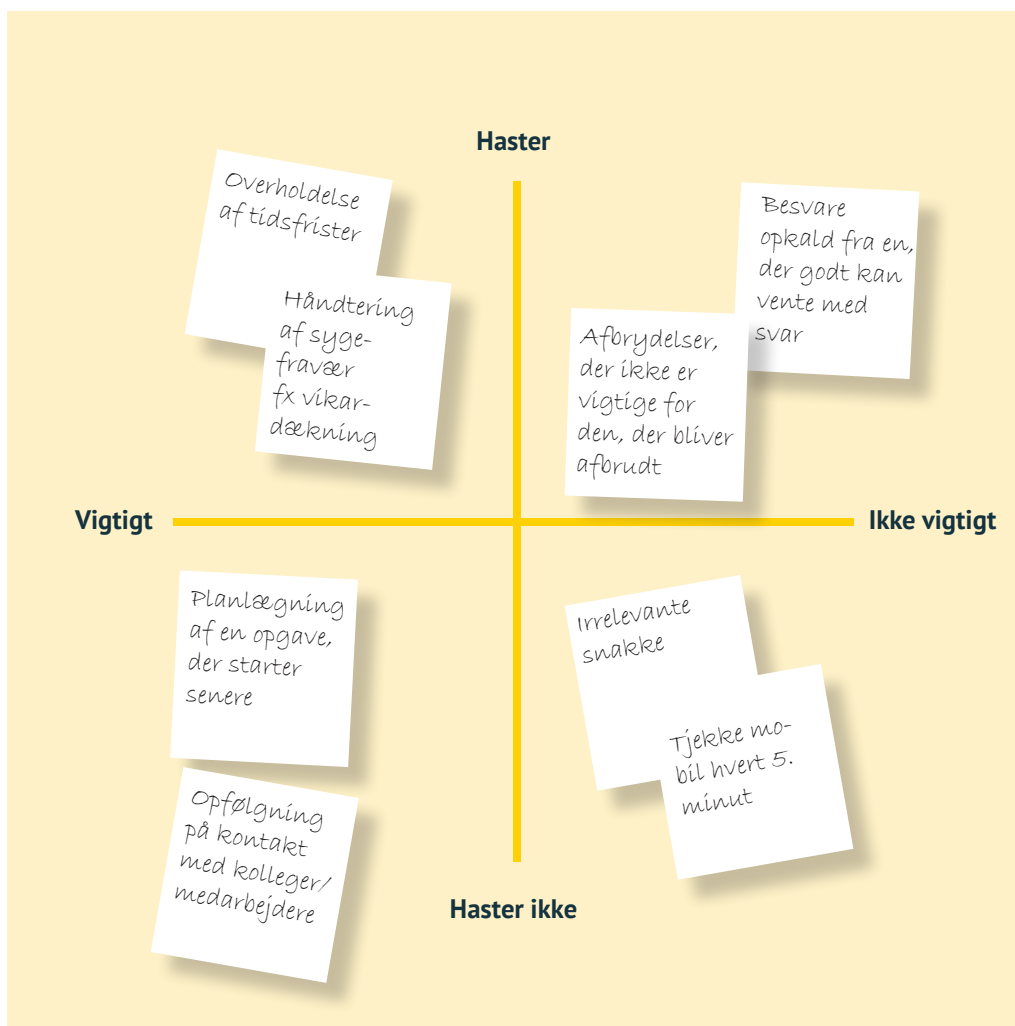 Haster
Overholdelse
af tidsfrister
Håndtering
af syge-
fravær
fx vikar-
dækning
Besvare
opkald fra en,
der godt kan
vente med
svar
Afbrydelser,
der ikke er
vigtige for
den, der bliver
afbrudt
Vigtigt
Ikke vigtigt
Planlægning
af en opgave,
der starter
senere
Opfølgning
på kontakt
med kolleger/
medarbejdere
Irrelevante
snakke
Tjekke mo-
bil hvert 5.
minut
Haster ikke